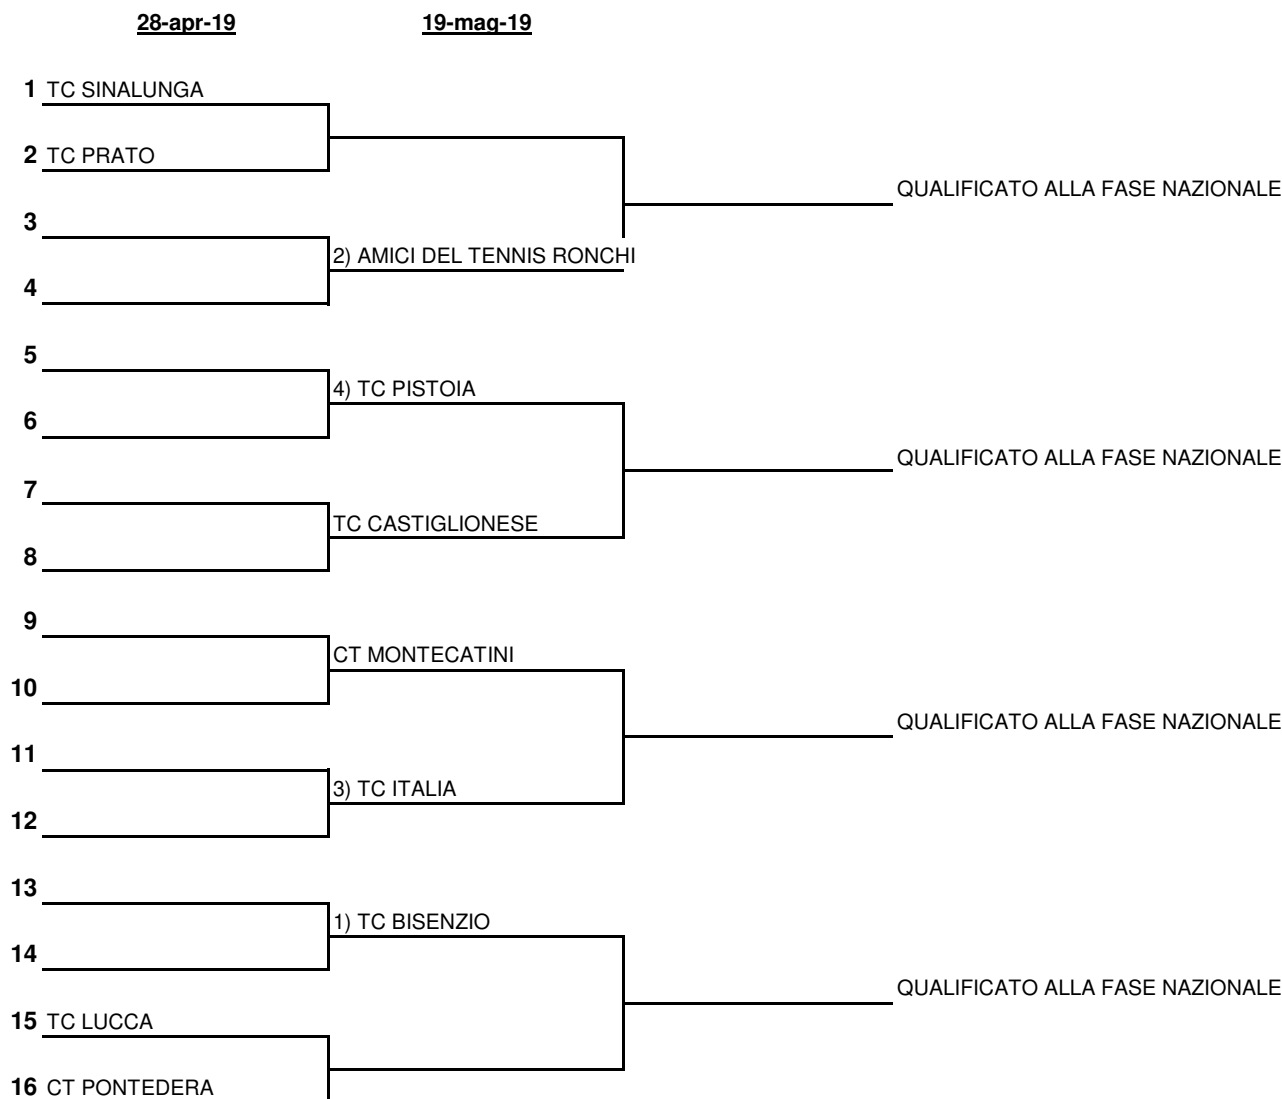 28-apr-19 19-mag-19
1 TC SINALUNGA
2 TC PRATO
QUALIFICATO ALLA FASE NAZIONALE
3
2) AMICI DEL TENNIS RONCHI
4
5
4) TC PISTOIA
6
QUALIFICATO ALLA FASE NAZIONALE
7
TC CASTIGLIONESE
8
9
CT MONTECATINI
10
QUALIFICATO ALLA FASE NAZIONALE
11
3) TC ITALIA
12
13
1) TC BISENZIO
14
QUALIFICATO ALLA FASE NAZIONALE
15 TC LUCCA
16 CT PONTEDERA